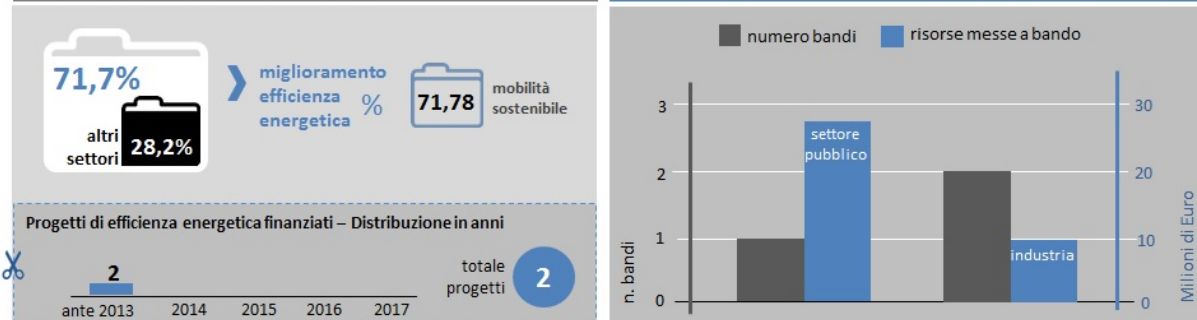 71,7%
altri
settori
28,2%
miglioramento
efficienza
energetica
%
71,78
mobilità
sostenibile
Progetti di efficienza energetica finanziati – Distribuzione in anni
2
ante 2013
2014
2015
2016
2017
totale
progetti
2
numero bandi
risorse messe a bando
n. bandi
3
2
1
0
settore
pubblico
industria
30
20
10
0
Milioni di Euro